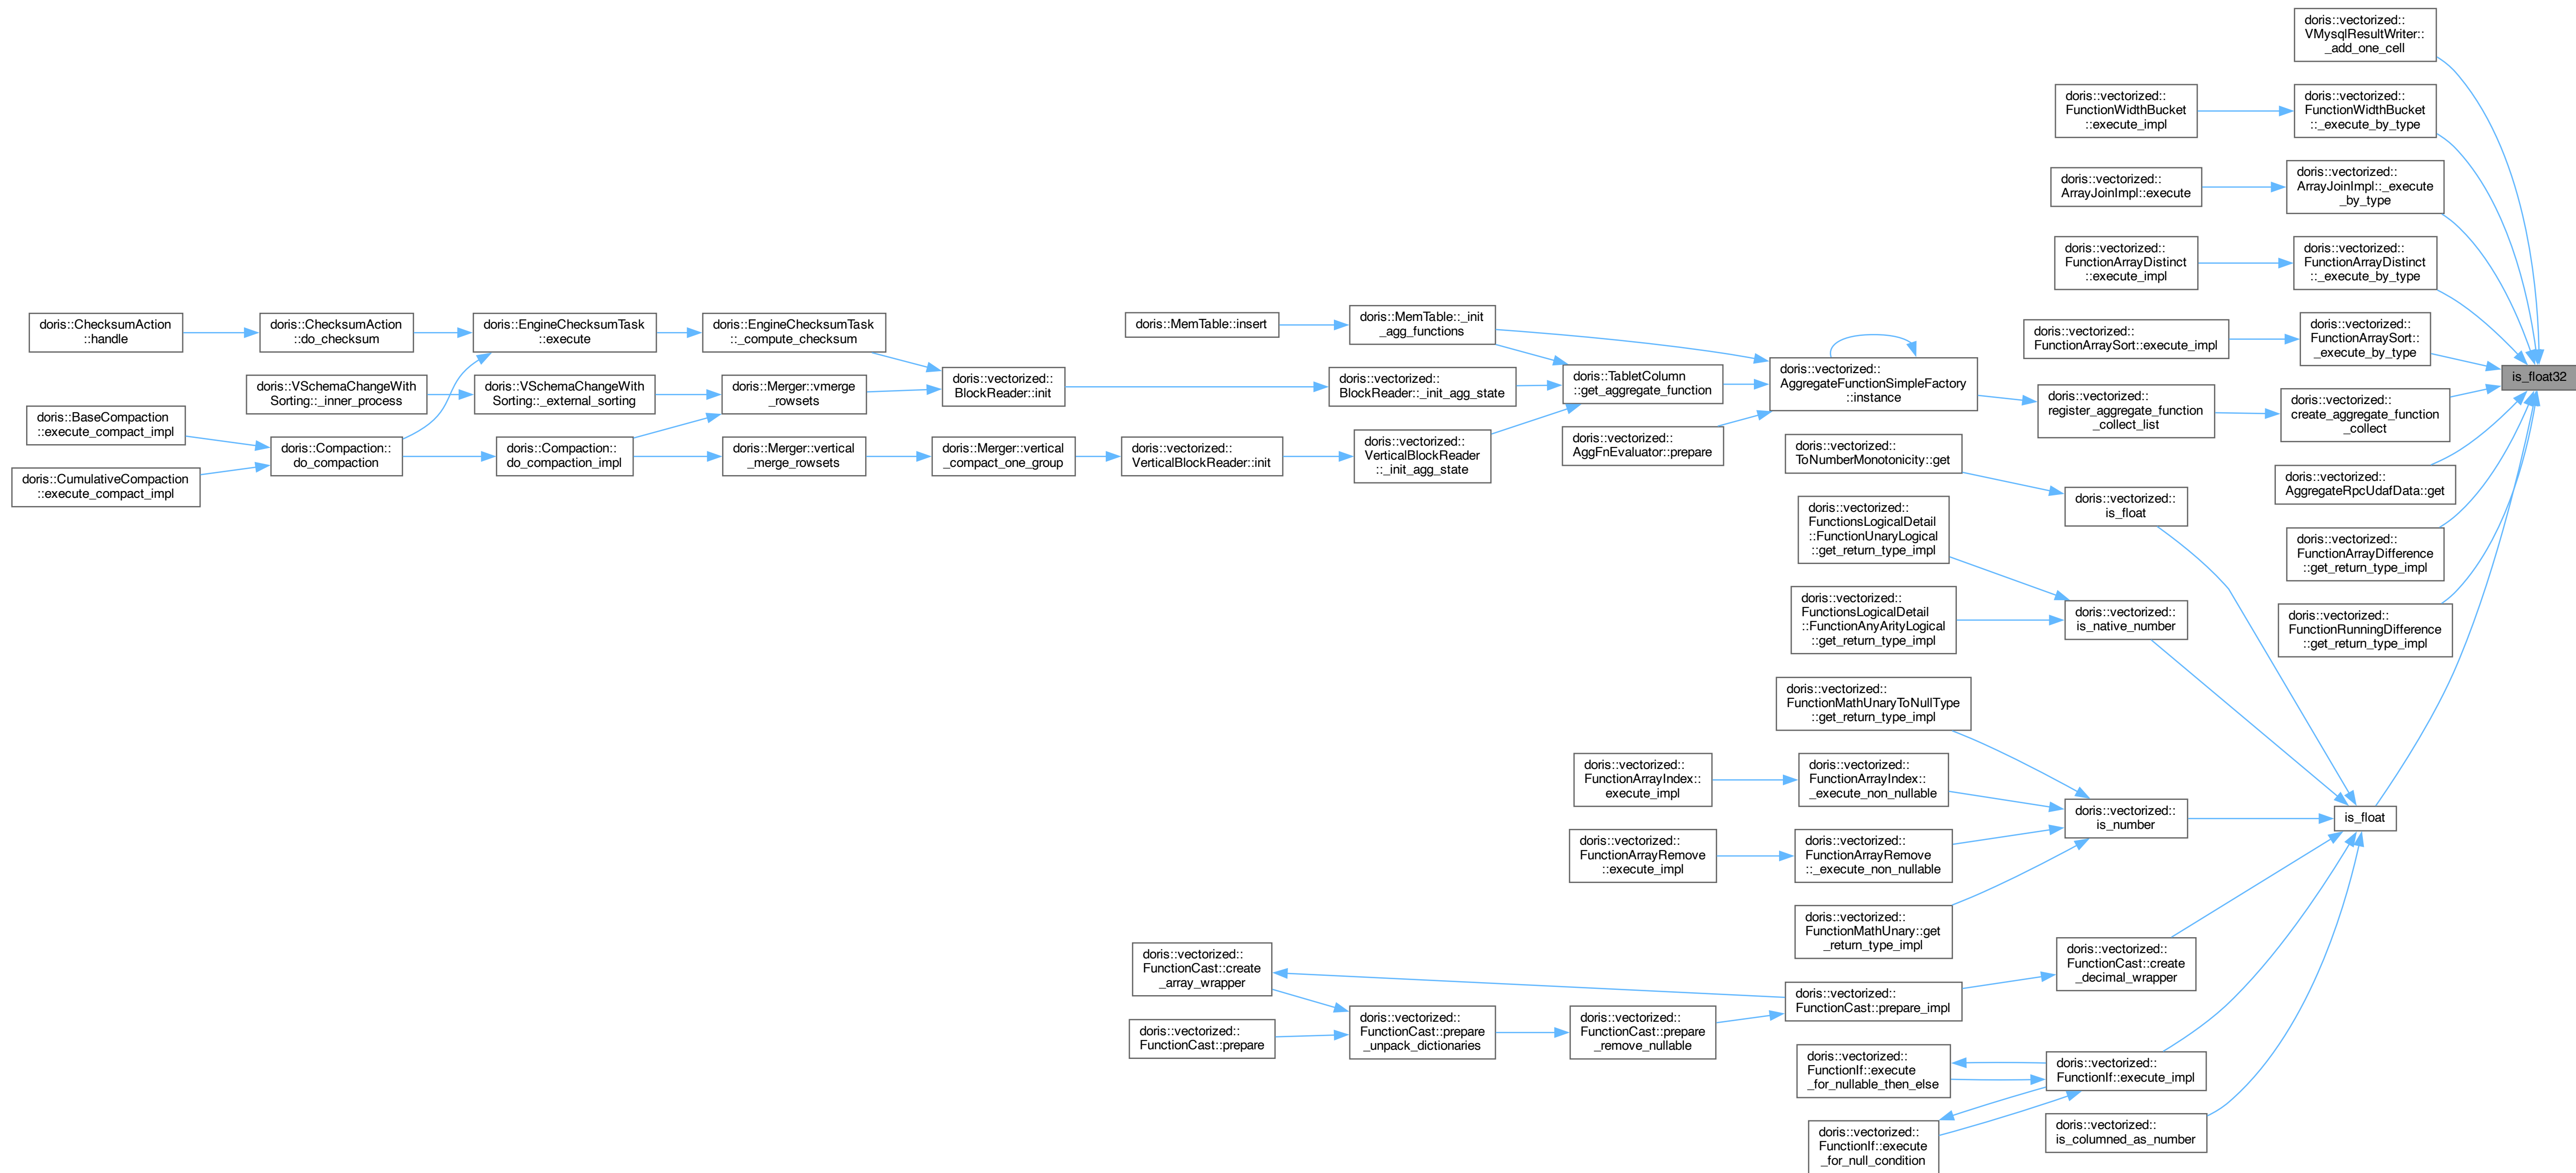 doris::vectorized::
VMysqlResultWriter::
_add_one_cell
doris::vectorized::
FunctionWidthBucket
::execute_impl
doris::vectorized::
FunctionWidthBucket
::_execute_by_type
doris::vectorized::
ArrayJoinImpl::execute
doris::vectorized::
ArrayJoinImpl::_execute
_by_type
doris::vectorized::
FunctionArrayDistinct
::execute_impl
doris::vectorized::
FunctionArrayDistinct
::_execute_by_type
doris::ChecksumAction
::handle
doris::ChecksumAction
::do_checksum
doris::EngineChecksumTask
::execute
doris::EngineChecksumTask
::_compute_checksum
doris::MemTable::insert
doris::MemTable::_init
_agg_functions
doris::vectorized::
FunctionArraySort::execute_impl
doris::vectorized::
FunctionArraySort::
_execute_by_type
is_float32
doris::VSchemaChangeWith
Sorting::_inner_process
doris::VSchemaChangeWith
Sorting::_external_sorting
doris::Merger::vmerge
_rowsets
doris::vectorized::
BlockReader::init
doris::vectorized::
BlockReader::_init_agg_state
doris::TabletColumn
::get_aggregate_function
doris::vectorized::
AggregateFunctionSimpleFactory
::instance
doris::vectorized::
register_aggregate_function
_collect_list
doris::vectorized::
create_aggregate_function
_collect
doris::BaseCompaction
::execute_compact_impl
doris::CumulativeCompaction
::execute_compact_impl
doris::Compaction::
do_compaction
doris::Compaction::
do_compaction_impl
doris::Merger::vertical
_merge_rowsets
doris::Merger::vertical
_compact_one_group
doris::vectorized::
VerticalBlockReader::init
doris::vectorized::
VerticalBlockReader
::_init_agg_state
doris::vectorized::
AggFnEvaluator::prepare
doris::vectorized::
ToNumberMonotonicity::get
doris::vectorized::
is_float
doris::vectorized::
AggregateRpcUdafData::get
doris::vectorized::
FunctionsLogicalDetail
::FunctionUnaryLogical
::get_return_type_impl
doris::vectorized::
FunctionArrayDifference
::get_return_type_impl
doris::vectorized::
FunctionsLogicalDetail
::FunctionAnyArityLogical
::get_return_type_impl
doris::vectorized::
is_native_number
doris::vectorized::
FunctionRunningDifference
::get_return_type_impl
doris::vectorized::
FunctionMathUnaryToNullType
::get_return_type_impl
doris::vectorized::
FunctionArrayIndex::
execute_impl
doris::vectorized::
FunctionArrayIndex::
_execute_non_nullable
doris::vectorized::
is_number
is_float
doris::vectorized::
FunctionArrayRemove
::execute_impl
doris::vectorized::
FunctionArrayRemove
::_execute_non_nullable
doris::vectorized::
FunctionMathUnary::get
_return_type_impl
doris::vectorized::
FunctionCast::create
_array_wrapper
doris::vectorized::
FunctionCast::create
_decimal_wrapper
doris::vectorized::
FunctionCast::prepare_impl
doris::vectorized::
FunctionCast::prepare
doris::vectorized::
FunctionCast::prepare
_unpack_dictionaries
doris::vectorized::
FunctionCast::prepare
_remove_nullable
doris::vectorized::
FunctionIf::execute
_for_nullable_then_else
doris::vectorized::
FunctionIf::execute_impl
doris::vectorized::
FunctionIf::execute
_for_null_condition
doris::vectorized::
is_columned_as_number